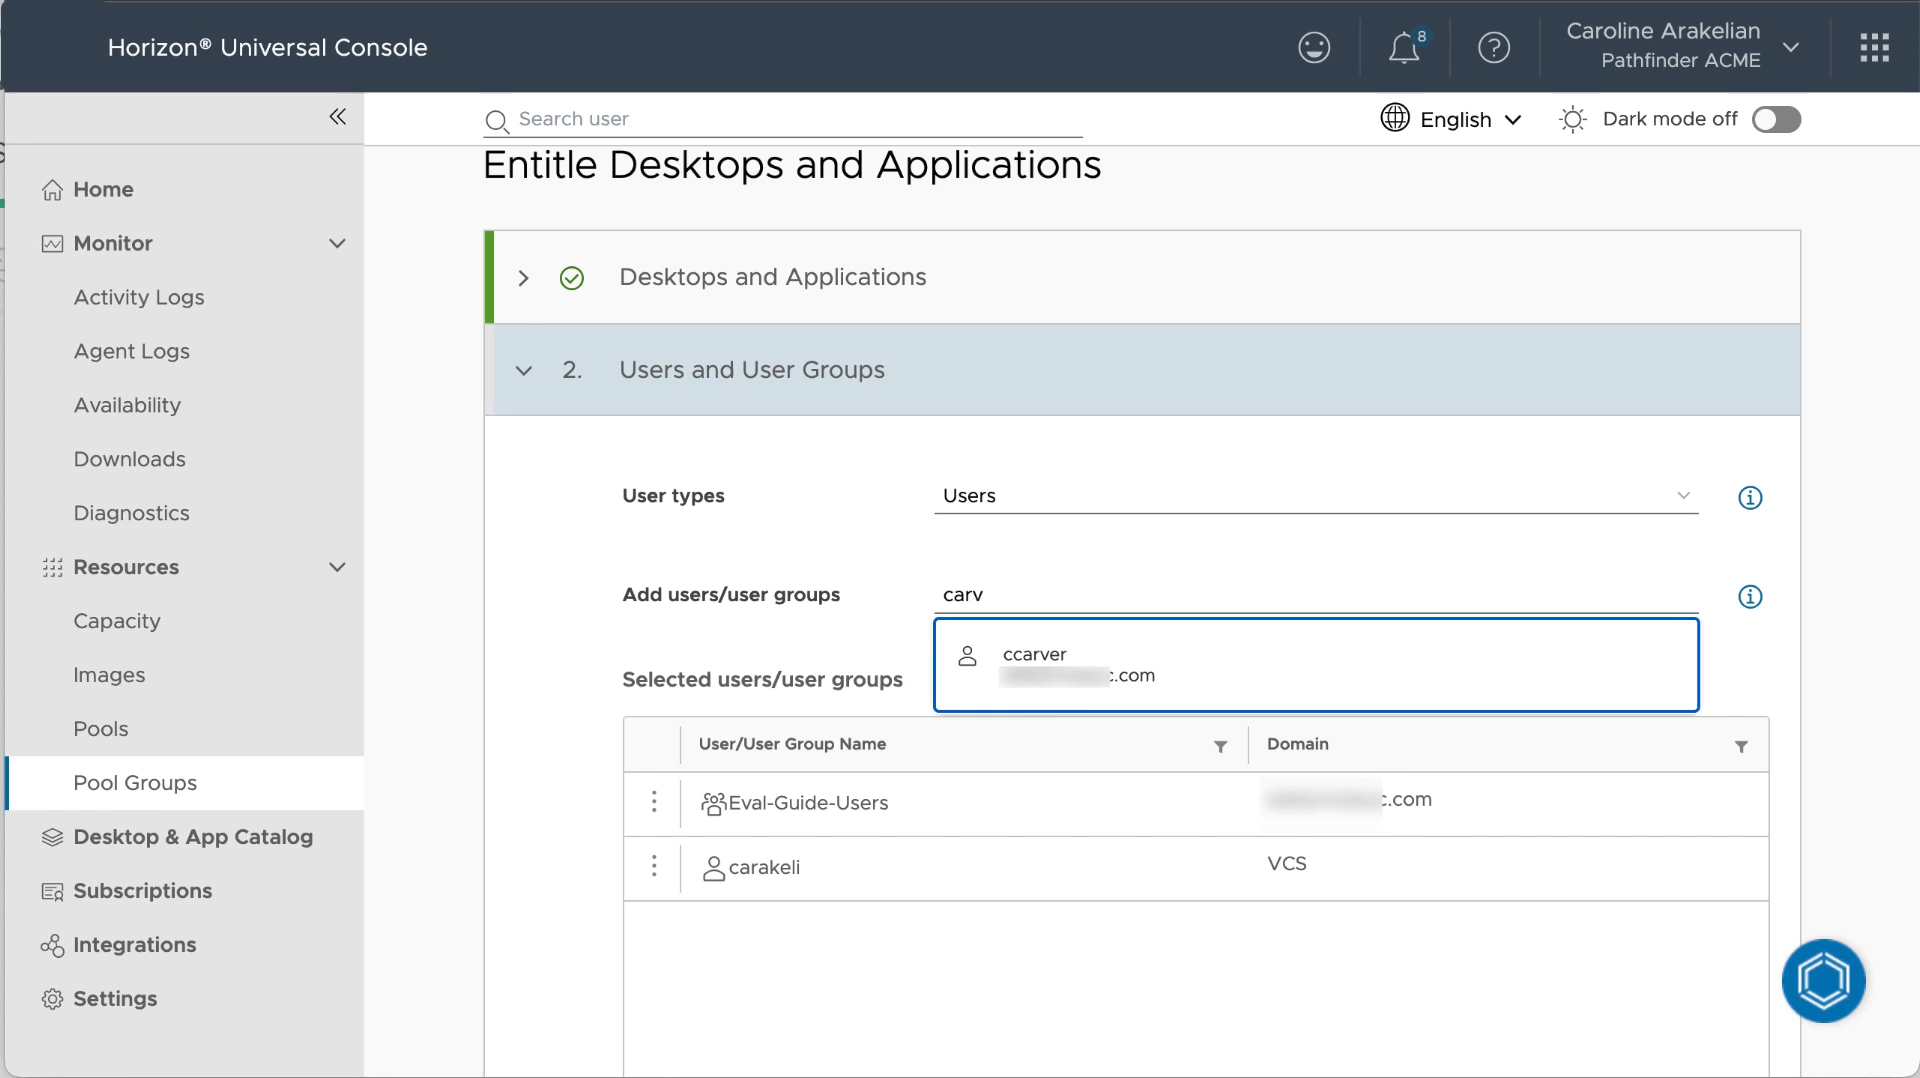 Horizon® Universal Console
8
Caroline Arakelian
Pathfinder ACME
Search user
English
Dark mode off
Home
Monitor
Activity Logs
Agent Logs
Availability
Downloads
Diagnostics
Resources
Capacity
Images
Pools
Pool Groups
Desktop & App Catalog
Subscriptions
Integrations
Settings
Entitle Desktops and Applications
Desktops and Applications
2. Users and User Groups
User types Users
Add users/user groups carv
ccarver
.com
Selected users/user groups
User/User Group Name Domain
Eval-Guide-Users .com
carakeli VCS